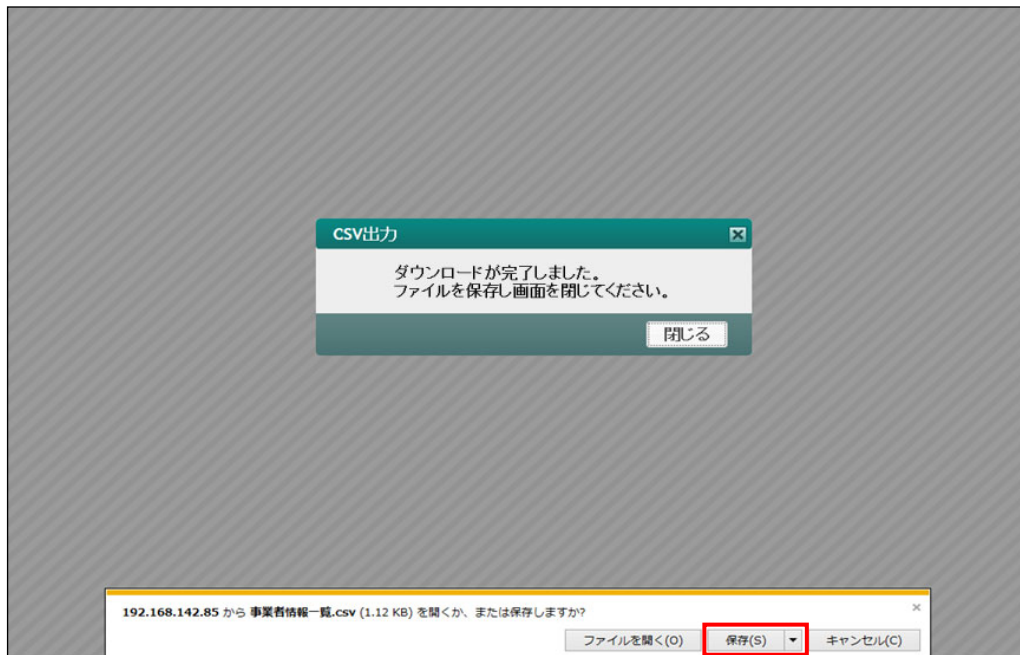 CSV出力
ダウンロードが完了しました。
ファイルを保存し画面を閉じてください。
閉じる
192.168.142.85 から 事業者情報一覧.csv (1.12 KB) を開くか、または保存しますか?
ファイルを開く(O) 保存(S) キャンセル(C)